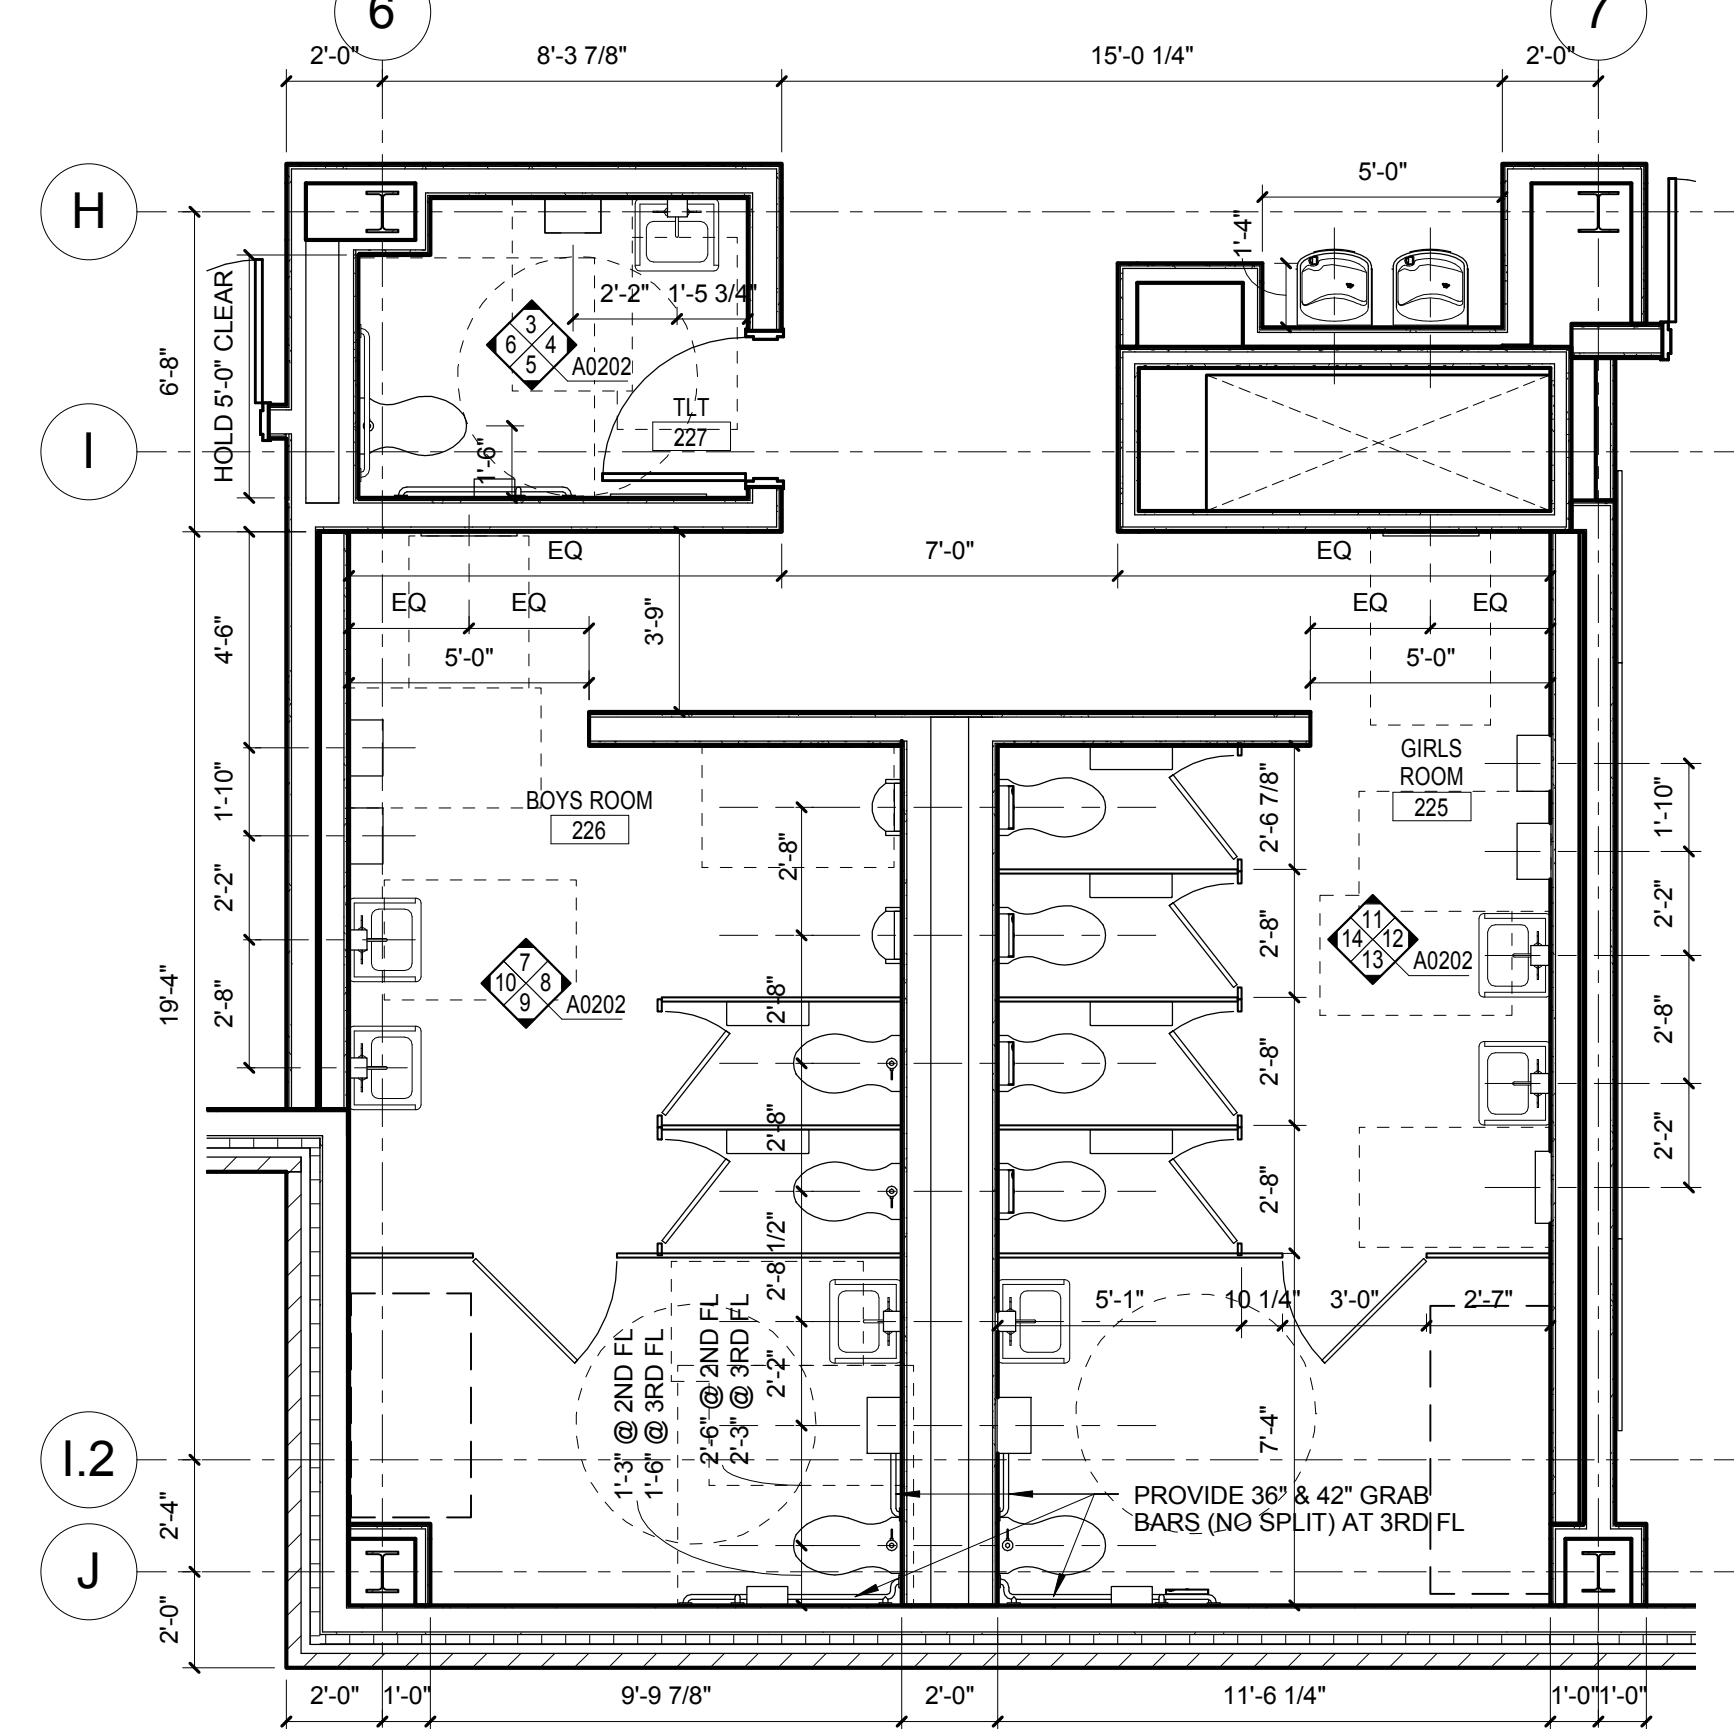 6
7
2'-0"
8'-3 7/8"
15'-0 1/4"
2'-0"
H
5'-0"
1'-4"
HOLD 5'-0" CLEAR
6'-8"
2'-2"
1'-5 3/4"
3
6
4
5
A0202
TLT
227
I
1'-6"
EQ
7'-0"
EQ
EQ
EQ
EQ
EQ
4'-6"
3'-9"
5'-0"
5'-0"
BOYS ROOM
226
GIRLS
ROOM
225
1'-10"
2'-8"
2'-6 7/8"
1'-10"
2'-2"
2'-8"
2'-2"
7
10
8
9
A0202
11
14
12
13
A0202
19'-4"
2'-8"
2'-8"
2'-8"
2'-8"
2'-8"
2'-8"
2'-2"
2'-8 1/2"
5'-1"
10 1/4"
3'-0"
2'-7"
1'-3" @ 2ND FL
1'-6" @ 3RD FL
2'-6" @ 2ND FL
2'-3" @ 3RD FL
2'-2"
7'-4"
I.2
PROVIDE 36" & 42" GRAB
BARS (NO SPLIT) AT 3RD FL
2'-4"
J
2'-0"
2'-0"
1'-0"
9'-9 7/8"
2'-0"
11'-6 1/4"
1'-0"
1'-0"